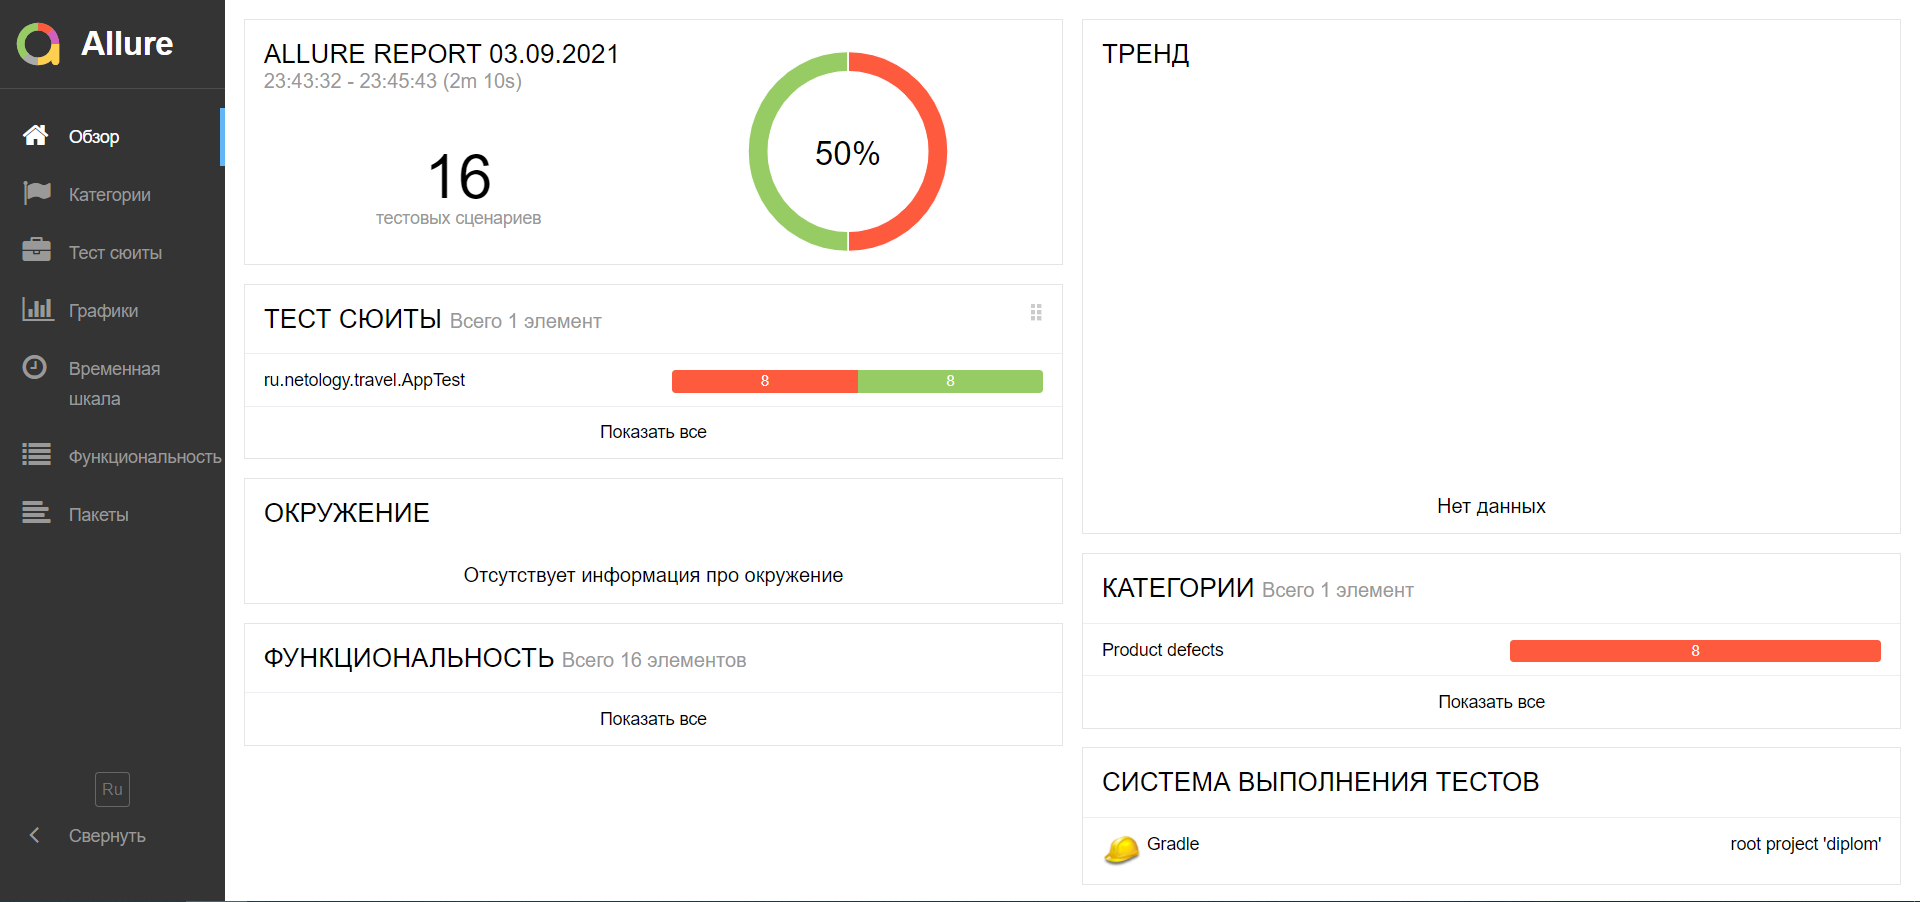 Allure
Обзор
Категории
Тест сюиты
Графики
Временная
шкала
Функциональность
Пакеты
Ru
Свернуть
ALLURE REPORT 03.09.2021
23:43:32 - 23:45:43 (2m 10s)
16
тестовых сценариев
50%
ТЕСТ СЮИТЫ Всего 1 элемент
ru.netology.travel.AppTest 8 8
Показать все
ОКРУЖЕНИЕ
Отсутствует информация про окружение
ФУНКЦИОНАЛЬНОСТЬ Всего 16 элементов
Показать все
ТРЕНД
Нет данных
КАТЕГОРИИ Всего 1 элемент
Product defects 8
Показать все
СИСТЕМА ВЫПОЛНЕНИЯ ТЕСТОВ
Gradle root project 'diplom'